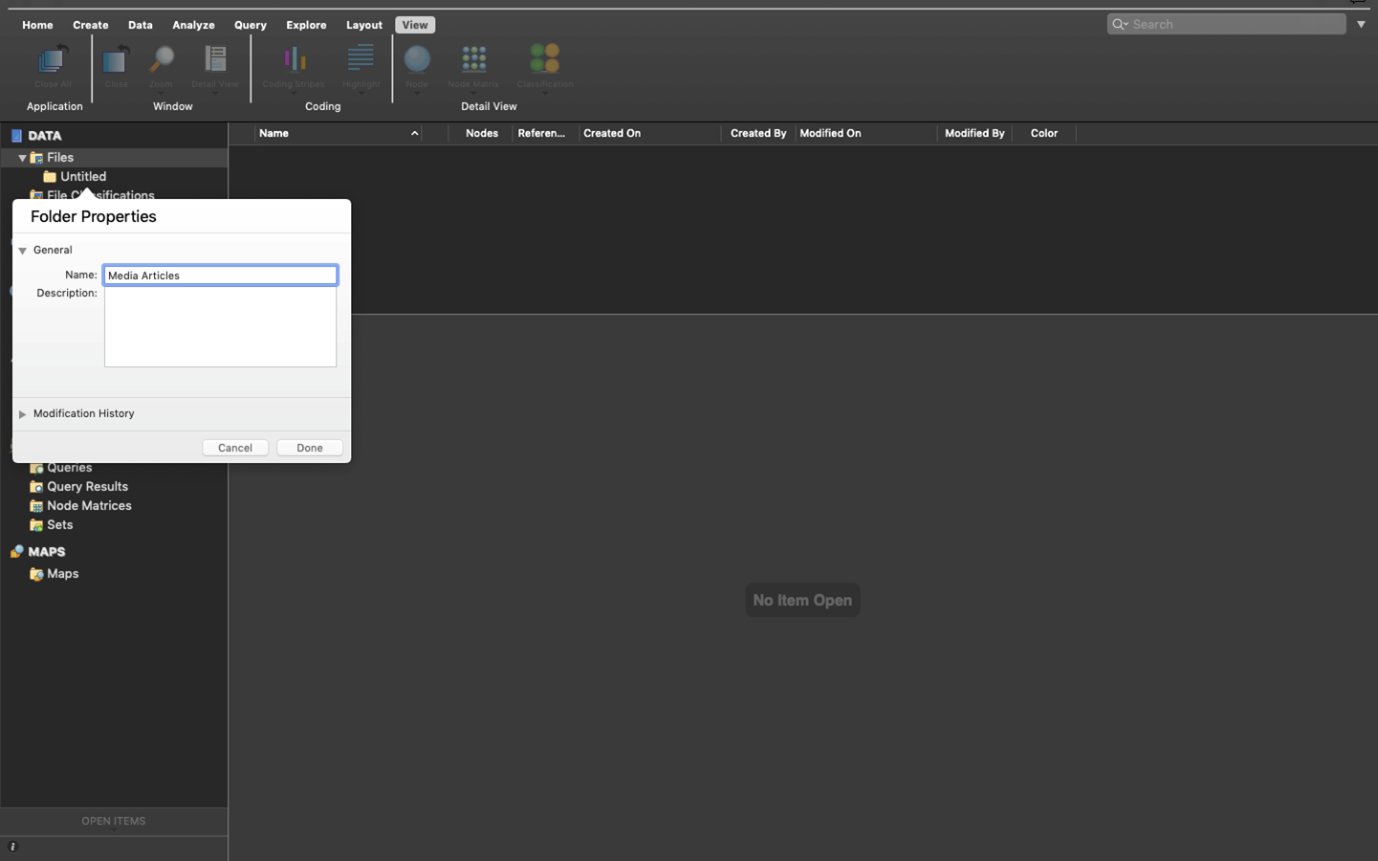 Home Create Data Analyze Query Explore Layout View
Search
Close All Close Zoom Detail View Coding Stripes Highlight Node Node Matrix Classification
Application Window Coding Detail View
DATA
Name Nodes Referen... Created On Created By Modified On Modified By Color
Files
Untitled
File Classifications
Folder Properties
General
Name: Media Articles
Description:
Modification History
Cancel Done
Queries
Query Results
Node Matrices
Sets
MAPS
Maps
No Item Open
OPEN ITEMS
i